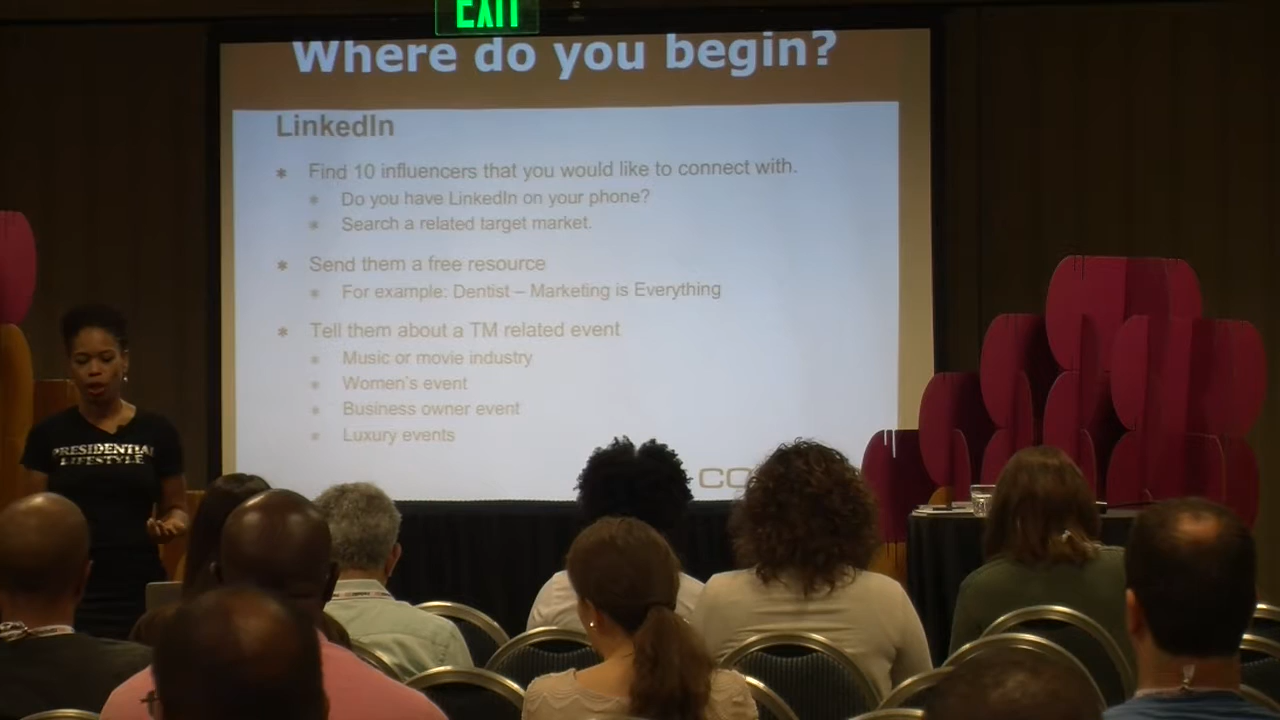 EXIT
Where do you begin?
LinkedIn
* Find 10 influencers that you would like to connect with.
* Do you have LinkedIn on your phone?
* Search a related target market.
* Send them a free resource
* For example: Dentist – Marketing is Everything
* Tell them about a TM related event
* Music or movie industry
* Women's event
* Business owner event
* Luxury events
PRESIDENTIAL
LIFESTYLE